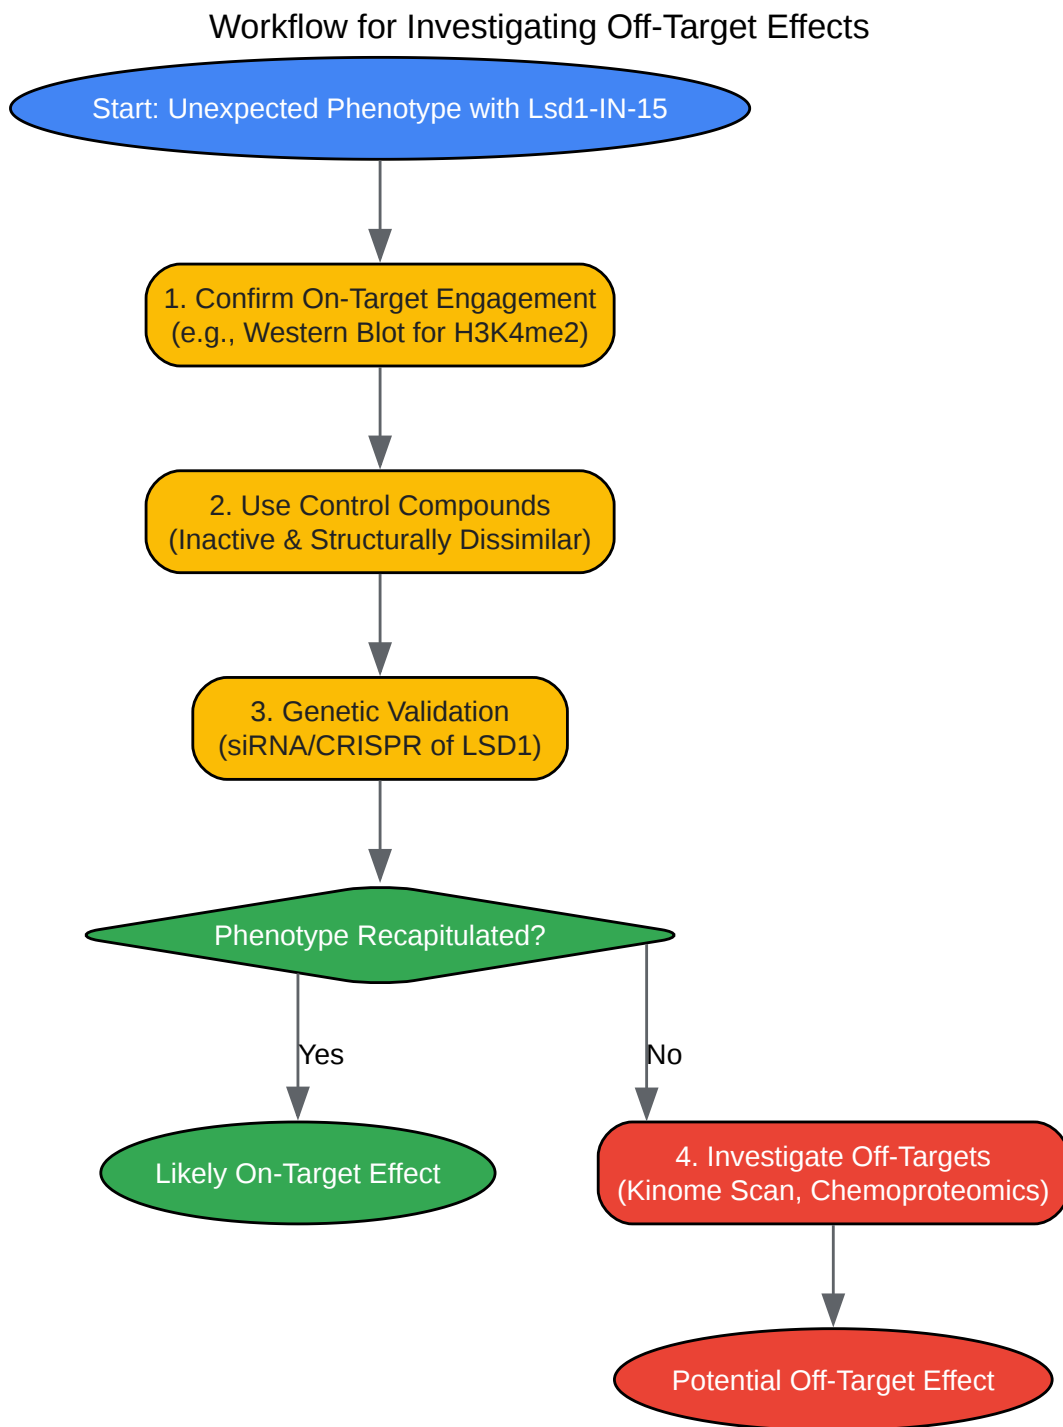 Workflow for Investigating Off-Target Effects
Start: Unexpected Phenotype with Lsd1-IN-15
1. Confirm On-Target Engagement
(e.g., Western Blot for H3K4me2)
2. Use Control Compounds
(Inactive & Structurally Dissimilar)
3. Genetic Validation
(siRNA/CRISPR of LSD1)
Phenotype Recapitulated?
Yes
No
Likely On-Target Effect
4. Investigate Off-Targets
(Kinome Scan, Chemoproteomics)
Potential Off-Target Effect